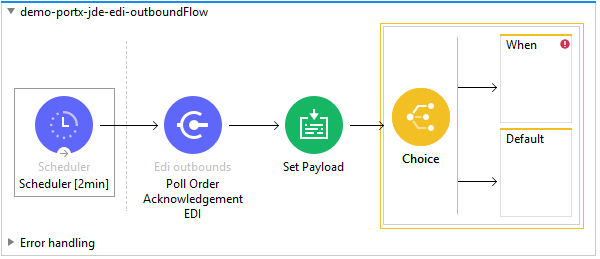 demo-portx-jde-edi-outboundFlow
When
Default
Scheduler
Scheduler [2min]
Edi outbounds
Poll Order
Acknowledgement
EDI
Set Payload
Choice
Error handling